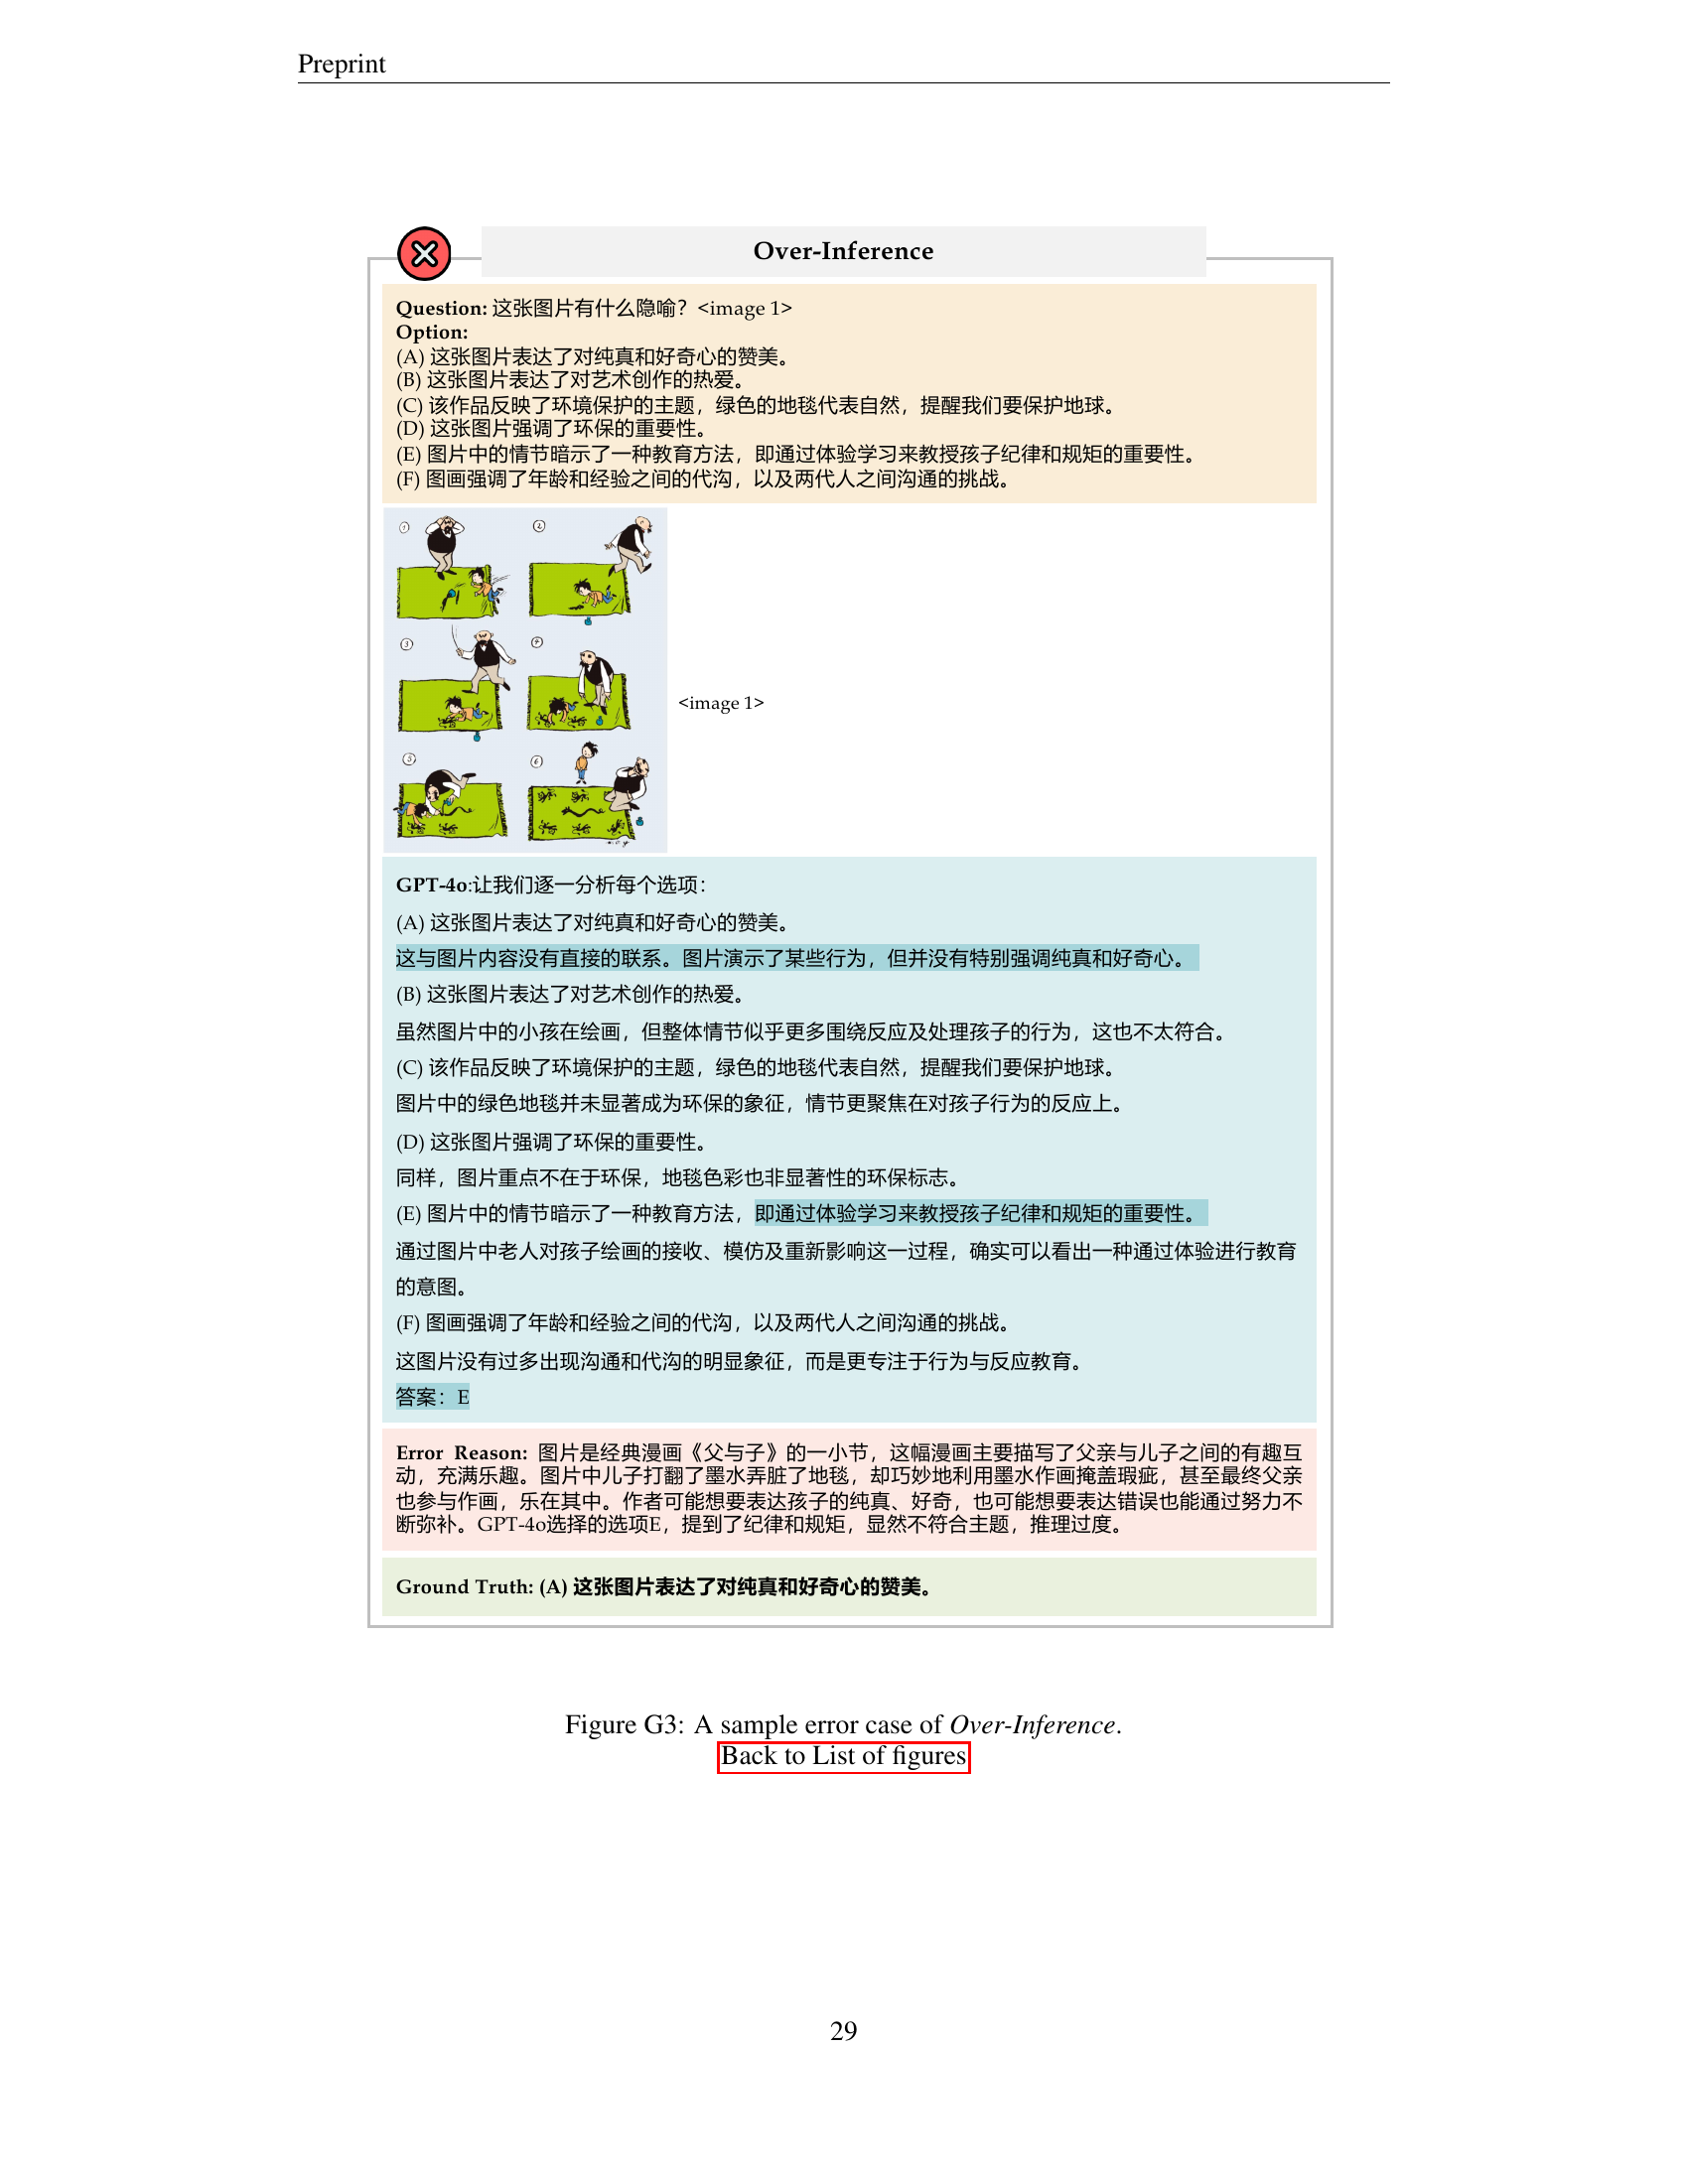 Preprint
Over-Inference
Question: 这张图片有什么隐喻？<image 1>
Option:
(A) 这张图片表达了对纯真和好奇心的赞美。
(B) 这张图片表达了对艺术创作的热爱。
(C) 该作品反映了环境保护的主题，绿色的地毯代表自然，提醒我们要保护地球。
(D) 这张图片强调了环保的重要性。
(E) 图片中的情节暗示了一种教育方法，即通过体验学习来教授孩子纪律和规矩的重要性。
(F) 图画强调了年龄和经验之间的代沟，以及两代人之间沟通的挑战。
① ②
③ ④
<image 1>
⑤ ⑥
GPT-4o:让我们逐一分析每个选项：
(A) 这张图片表达了对纯真和好奇心的赞美。
这与图片内容没有直接的联系。图片演示了某些行为，但并没有特别强调纯真和好奇心。
(B) 这张图片表达了对艺术创作的热爱。
虽然图片中的小孩在绘画，但整体情节似乎更多围绕反应及处理孩子的行为，这也不太符合。
(C) 该作品反映了环境保护的主题，绿色的地毯代表自然，提醒我们要保护地球。
图片中的绿色地毯并未显著成为环保的象征，情节更聚焦在对孩子行为的反应上。
(D) 这张图片强调了环保的重要性。
同样，图片重点不在于环保，地毯色彩也非显著性的环保标志。
(E) 图片中的情节暗示了一种教育方法，即通过体验学习来教授孩子纪律和规矩的重要性。
通过图片中老人对孩子绘画的接收、模仿及重新影响这一过程，确实可以看出一种通过体验进行教育
的意图。
(F) 图画强调了年龄和经验之间的代沟，以及两代人之间沟通的挑战。
这图片没有过多出现沟通和代沟的明显象征，而是更专注于行为与反应教育。
答案：E
Error Reason: 图片是经典漫画《父与子》的一小节，这幅漫画主要描写了父亲与儿子之间的有趣互
动，充满乐趣。图片中儿子打翻了墨水弄脏了地毯，却巧妙地利用墨水作画掩盖瑕疵，甚至最终父亲
也参与作画，乐在其中。作者可能想要表达孩子的纯真、好奇，也可能想要表达错误也能通过努力不
断弥补。GPT-4o选择的选项E，提到了纪律和规矩，显然不符合主题，推理过度。
Ground Truth: (A) 这张图片表达了对纯真和好奇心的赞美。
Figure G3: A sample error case of Over-Inference.
Back to List of figures
29